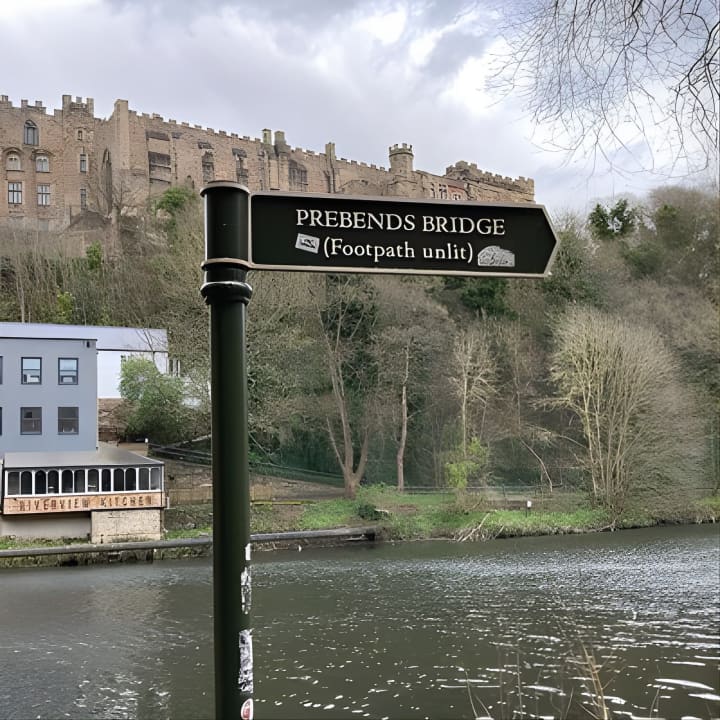 PREBENDS BRIDGE
(Footpath unlit)
RIVERVIEW KITCHEN